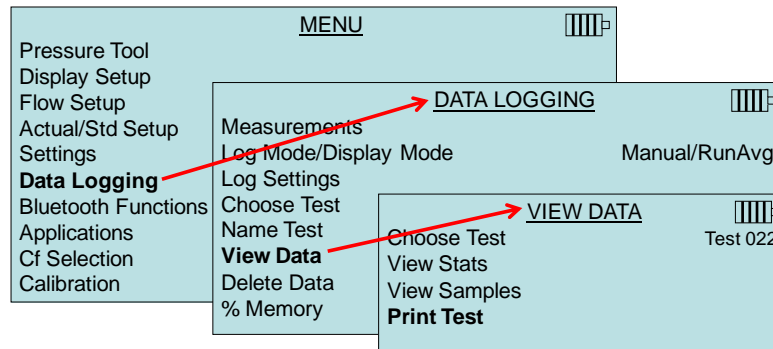 MENU
Pressure Tool
Display Setup
Flow Setup
Actual/Std Setup
Settings
Data Logging
Bluetooth Functions
Applications
Cf Selection
Calibration
DATA LOGGING
Measurements
Log Mode/Display Mode Manual/RunAvg
Log Settings
Choose Test
Name Test
View Data
Delete Data
% Memory
VIEW DATA
Choose Test Test 022
View Stats
View Samples
Print Test